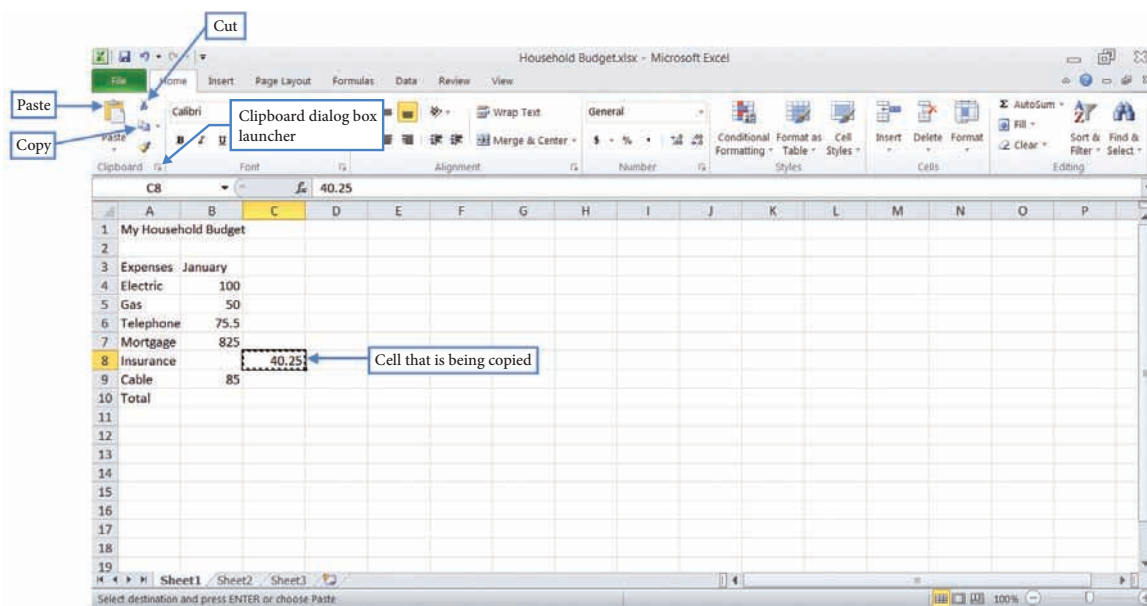 Cut
Household Budget.xlsx - Microsoft Excel
File Home Insert Page Layout Formulas Data Review View
Paste
Copy
Clipboard dialog box
launcher
Paste
Calibri
B I U
Wrap Text
Merge & Center
General
$ - % ,
Conditional
Formatting
Format as
Table
Cell
Styles
Insert Delete Format
Σ AutoSum
Fill
Clear
Sort &
Filter
Find &
Select
Clipboard Font Alignment Number Styles Cells Editing
C8 fx 40.25
A B C D E F G H I J K L M N O P
1 My Household Budget
2
3 Expenses January
4 Electric 100
5 Gas 50
6 Telephone 75.5
7 Mortgage 825
8 Insurance 40.25
Cell that is being copied
9 Cable 85
10 Total
11
12
13
14
15
16
17
18
19
Sheet1 Sheet2 Sheet3
Select destination and press ENTER or choose Paste
100%